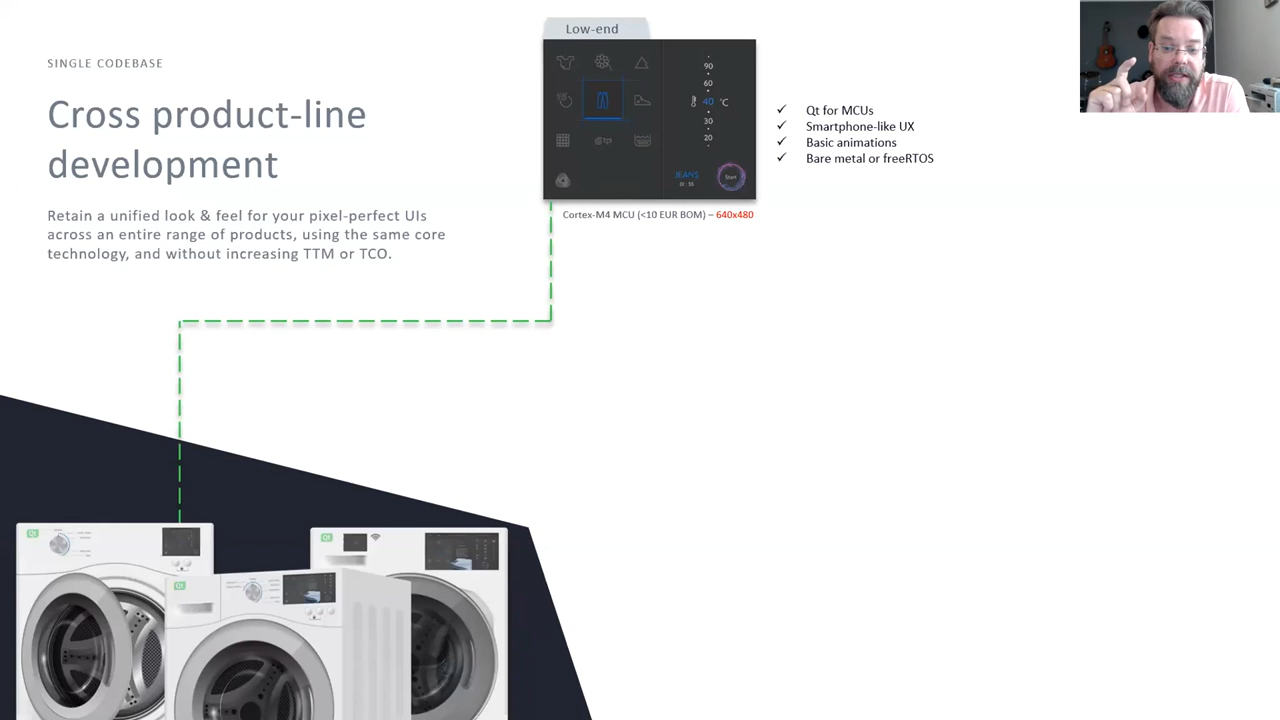 SINGLE CODEBASE
Cross product-line
development
Retain a unified look & feel for your pixel-perfect UIs
across an entire range of products, using the same core
technology, and without increasing TTM or TCO.
Low-end
90
60
40 °C
30
20
JEANS
Start
Cortex-M4 MCU (<10 EUR BOM) – 640x480
✓ Qt for MCUs
✓ Smartphone-like UX
✓ Basic animations
✓ Bare metal or freeRTOS
Qt
Qt
Qt